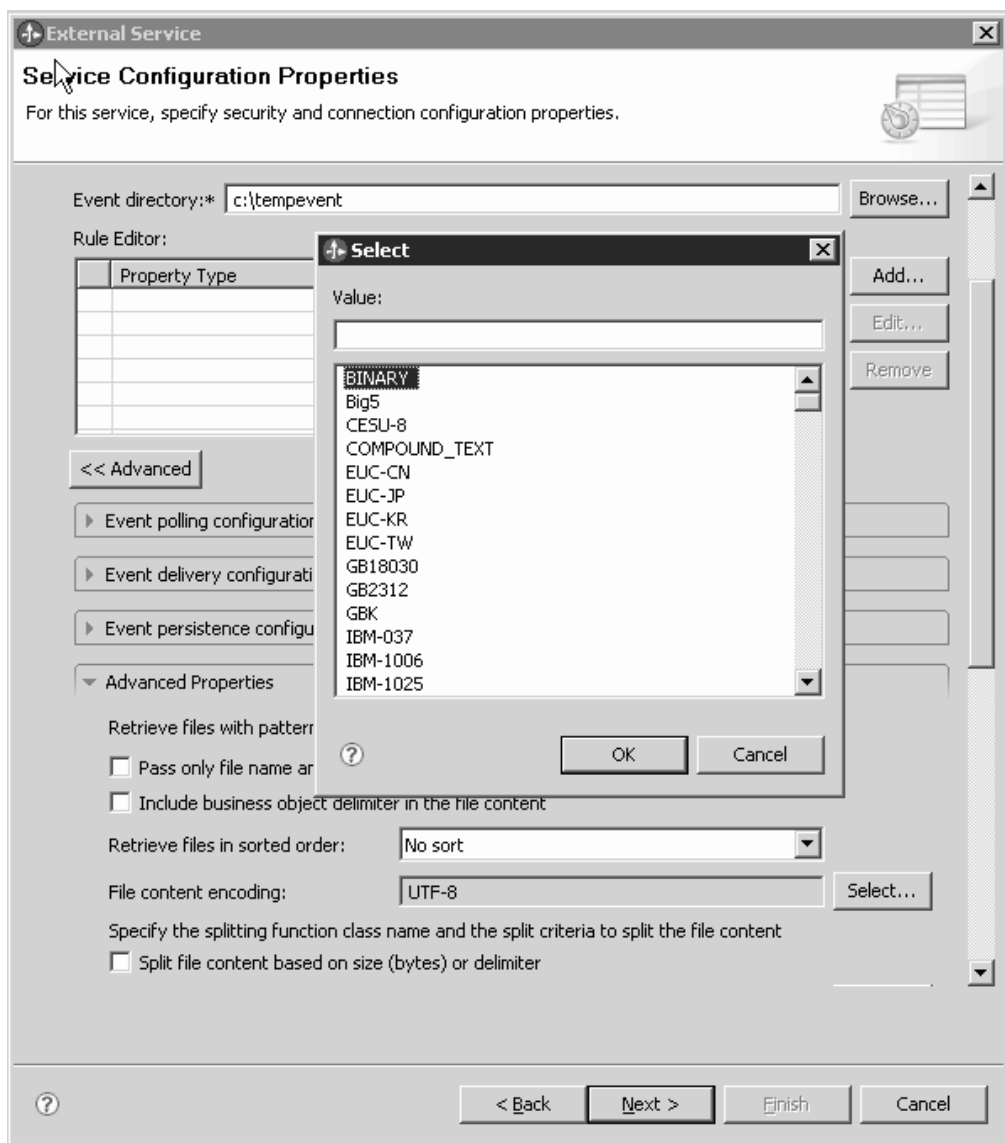 External Service
Service Configuration Properties
For this service, specify security and connection configuration properties.
Event directory:* c:\tempevent Browse...
Rule Editor:
Property Type
Add...
Edit...
Remove
Select
Value:
BINARY
Big5
CESU-8
COMPOUND_TEXT
EUC-CN
EUC-JP
EUC-KR
EUC-TW
GB18030
GB2312
GBK
IBM-037
IBM-1006
IBM-1025
OK Cancel
<< Advanced
Event polling configuration
Event delivery configurati
Event persistence configu
Advanced Properties
Retrieve files with pattern
Pass only file name an
Include business object delimiter in the file content
Retrieve files in sorted order: No sort
File content encoding: UTF-8 Select...
Specify the splitting function class name and the split criteria to split the file content
Split file content based on size (bytes) or delimiter
< Back Next > Finish Cancel